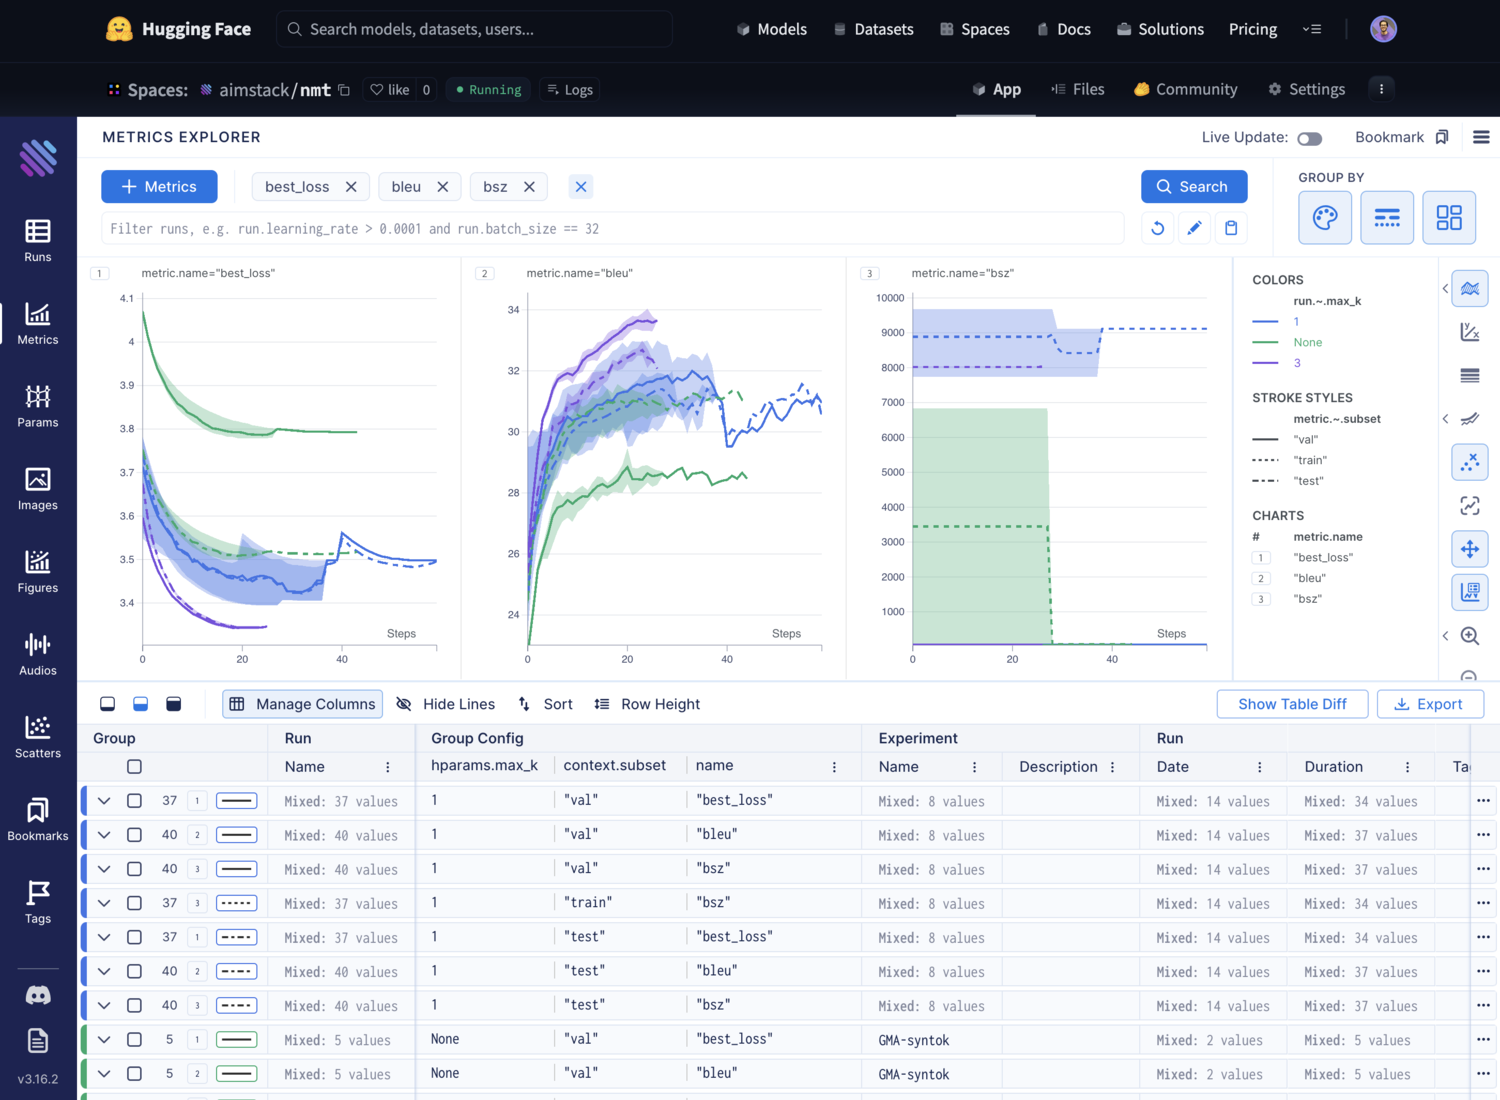 Hugging Face
Search models, datasets, users...
Models
Datasets
Spaces
Docs
Solutions
Pricing
Spaces:
aimstack/nmt
like 0
Running
Logs
App
Files
Community
Settings
METRICS EXPLORER
Live Update:
Bookmark
Metrics
best_loss
bleu
bsz
Search
GROUP BY
Filter runs, e.g. run.learning_rate > 0.0001 and run.batch_size == 32
Runs
Metrics
Params
Images
Figures
Audios
Scatters
Bookmarks
Tags
v3.16.2
1 metric.name="best_loss"
4.1
4
3.9
3.8
3.7
3.6
3.5
3.4
Steps
0 20 40
2 metric.name="bleu"
34
32
30
28
26
24
Steps
0 20 40
3 metric.name="bsz"
10000
9000
8000
7000
6000
5000
4000
3000
2000
1000
Steps
0 20 40
COLORS
run.~.max_k
1
None
3
STROKE STYLES
metric.~.subset
"val"
"train"
"test"
CHARTS
# metric.name
1 "best_loss"
2 "bleu"
3 "bsz"
Manage Columns
Hide Lines
Sort
Row Height
Show Table Diff
Export
Group Run Group Config Experiment Run
Name hparams.max_k context.subset name Name Description Date Duration
37 1 Mixed: 37 values 1 "val" "best_loss" Mixed: 8 values Mixed: 14 values Mixed: 34 values
40 2 Mixed: 40 values 1 "val" "bleu" Mixed: 8 values Mixed: 14 values Mixed: 37 values
40 3 Mixed: 40 values 1 "val" "bsz" Mixed: 8 values Mixed: 14 values Mixed: 37 values
37 3 Mixed: 37 values 1 "train" "bsz" Mixed: 8 values Mixed: 14 values Mixed: 34 values
37 1 Mixed: 37 values 1 "test" "best_loss" Mixed: 8 values Mixed: 14 values Mixed: 34 values
40 2 Mixed: 40 values 1 "test" "bleu" Mixed: 8 values Mixed: 14 values Mixed: 37 values
40 3 Mixed: 40 values 1 "test" "bsz" Mixed: 8 values Mixed: 14 values Mixed: 37 values
5 1 Mixed: 5 values None "val" "best_loss" GMA-syntok Mixed: 2 values Mixed: 5 values
5 2 Mixed: 5 values None "val" "bleu" GMA-syntok Mixed: 2 values Mixed: 5 values